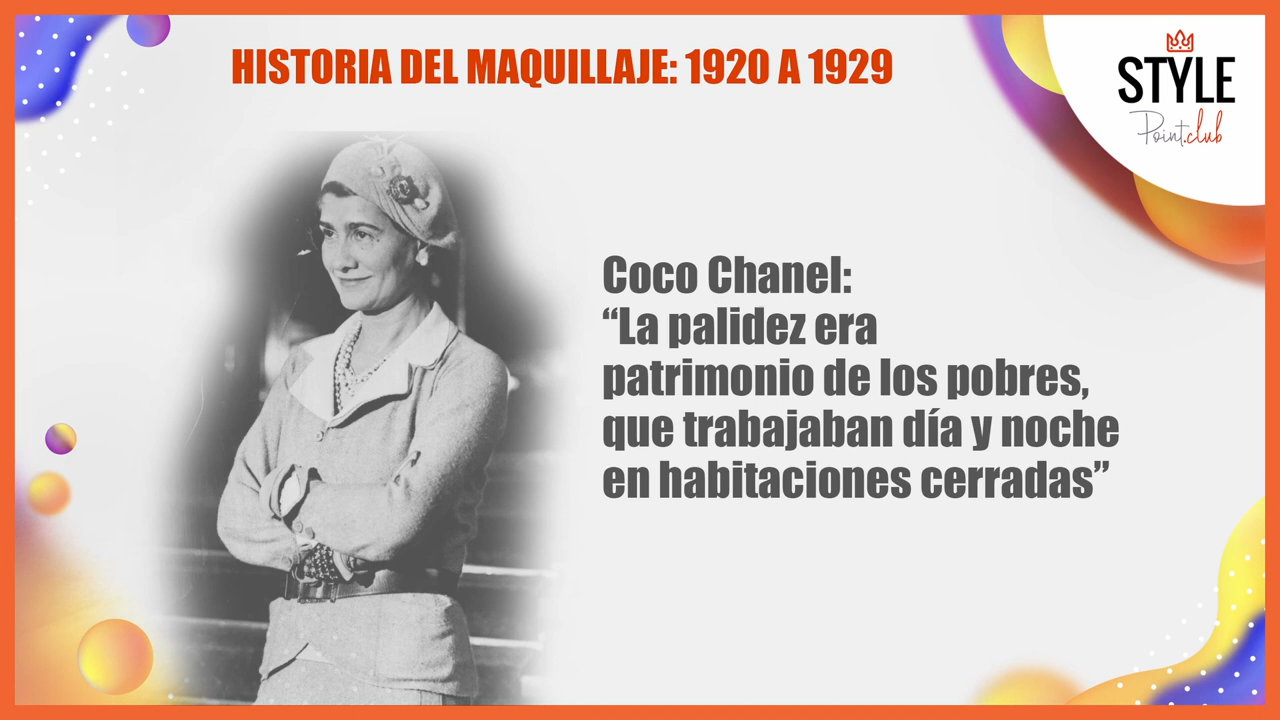 HISTORIA DEL MAQUILLAJE: 1920 A 1929
STYLE
Point.club
Coco Chanel:
“La palidez era
patrimonio de los pobres,
que trabajaban día y noche
en habitaciones cerradas”